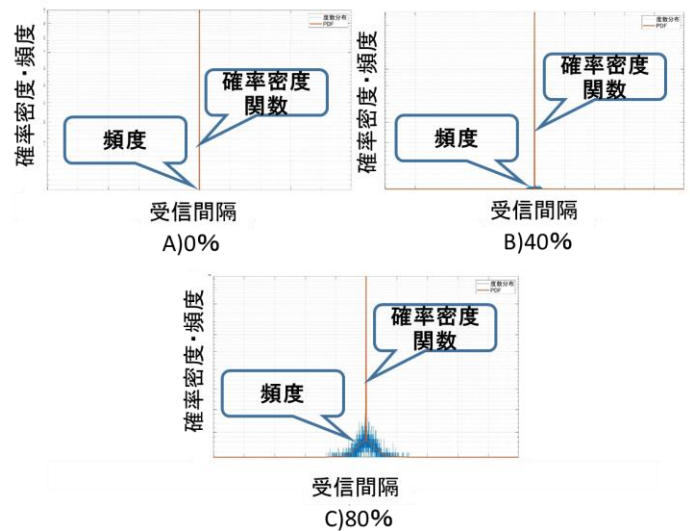 度数分布
PDF
確率密度・頻度
確率密度
関数
頻度
受信間隔
A)0%
度数分布
PDF
確率密度・頻度
確率密度
関数
頻度
受信間隔
B)40%
度数分布
PDF
確率密度・頻度
確率密度
関数
頻度
受信間隔
C)80%